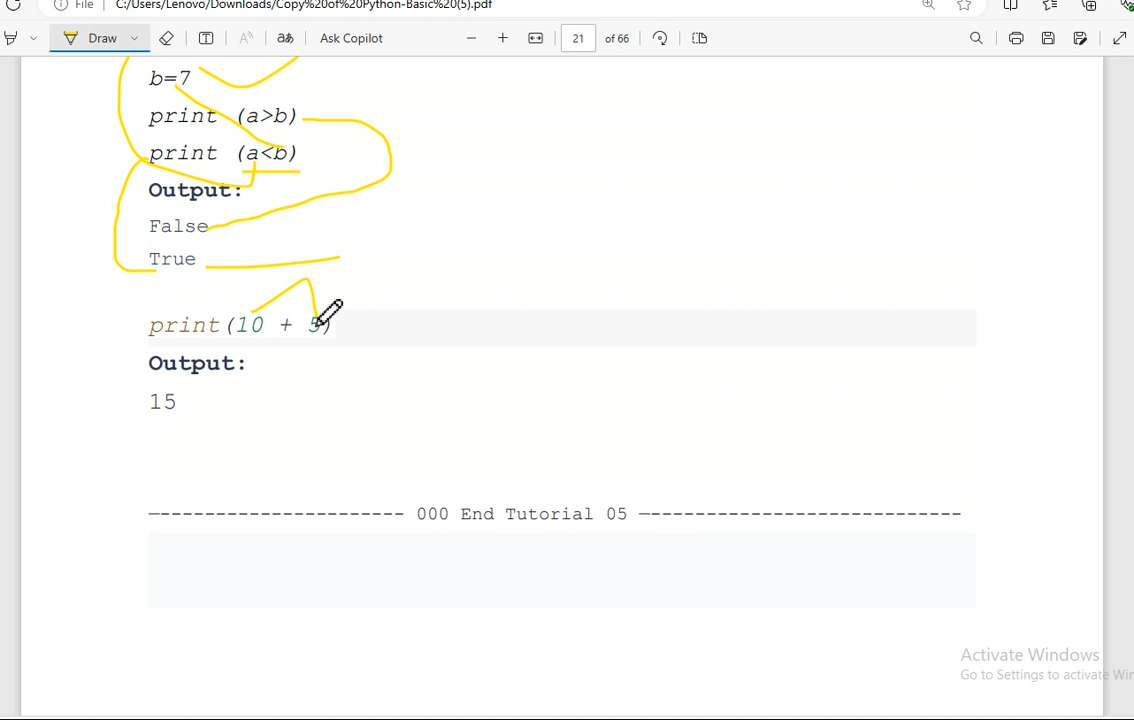 File C:/Users/Lenovo/Downloads/Copy%20of%20Python-Basic%20(5).pdf
Draw Ask Copilot 21 of 66
b=7
print (a>b)
print (a<b)
Output:
False
True
print(10 + 5)
Output:
15
—---------------------- 000 End Tutorial 05 —----------------------------
Activate Windows
Go to Settings to activate Win